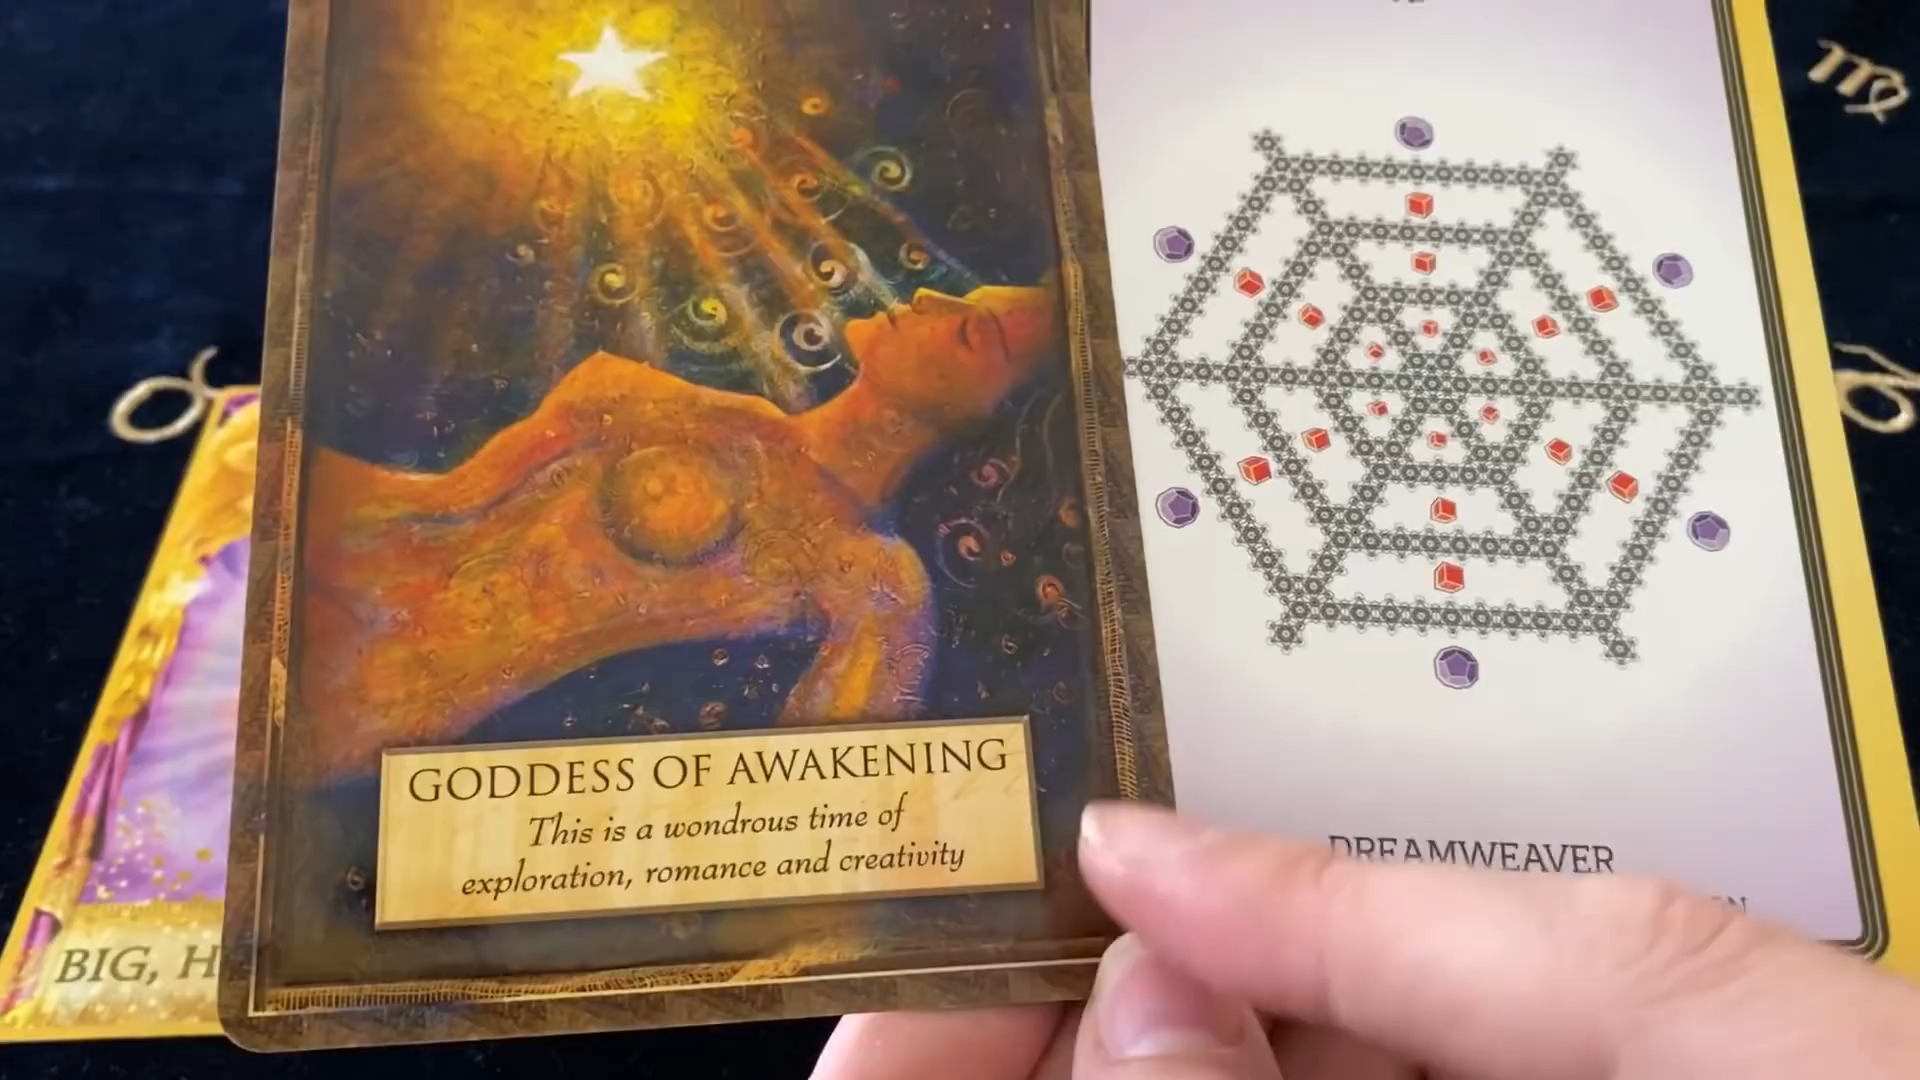 GODDESS OF AWAKENING
This is a wondrous time of
exploration, romance and creativity
DREAMWEAVER
BIG, H